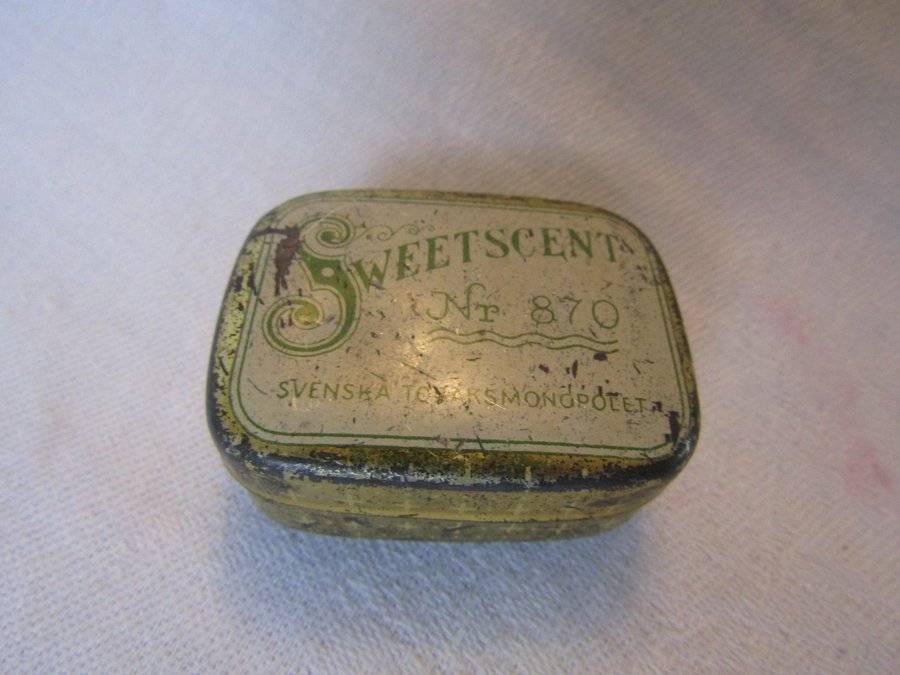 SWEETSCENT
Nr 870
SVENSKA TOBAKSMONOPOLET